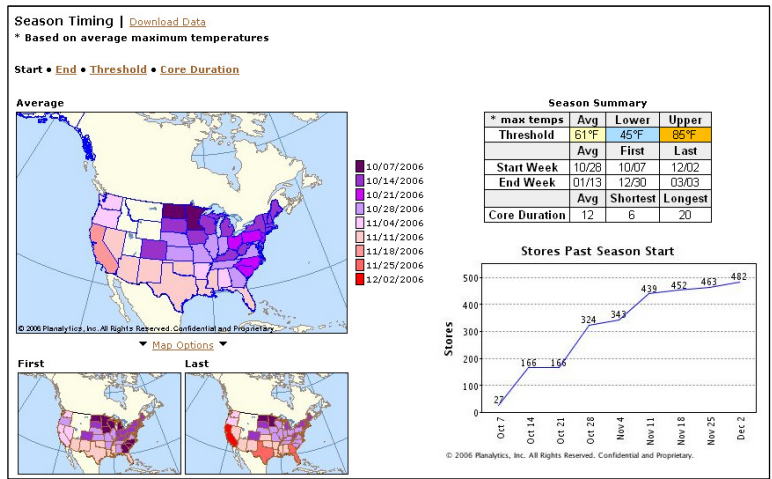 Season Timing | Download Data
* Based on average maximum temperatures
Start • End • Threshold • Core Duration
Average
10/07/2006
10/14/2006
10/21/2006
10/28/2006
11/04/2006
11/11/2006
11/18/2006
11/25/2006
12/02/2006
© 2006 Planalytics, Inc. All Rights Reserved. Confidential and Proprietary.
▼ Map Options ▼
First
Last
Season Summary
* max temps Avg Lower Upper
Threshold 61°F 45°F 85°F
Avg First Last
Start Week 10/28 10/07 12/02
End Week 01/13 12/30 03/03
Avg Shortest Longest
Core Duration 12 6 20
Stores Past Season Start
Stores
500
400
300
200
100
0
27
166
166
324
343
439
452
463
482
Oct 7
Oct 14
Oct 21
Oct 28
Nov 4
Nov 11
Nov 18
Nov 25
Dec 2
© 2006 Planalytics, Inc. All Rights Reserved. Confidential and Proprietary.